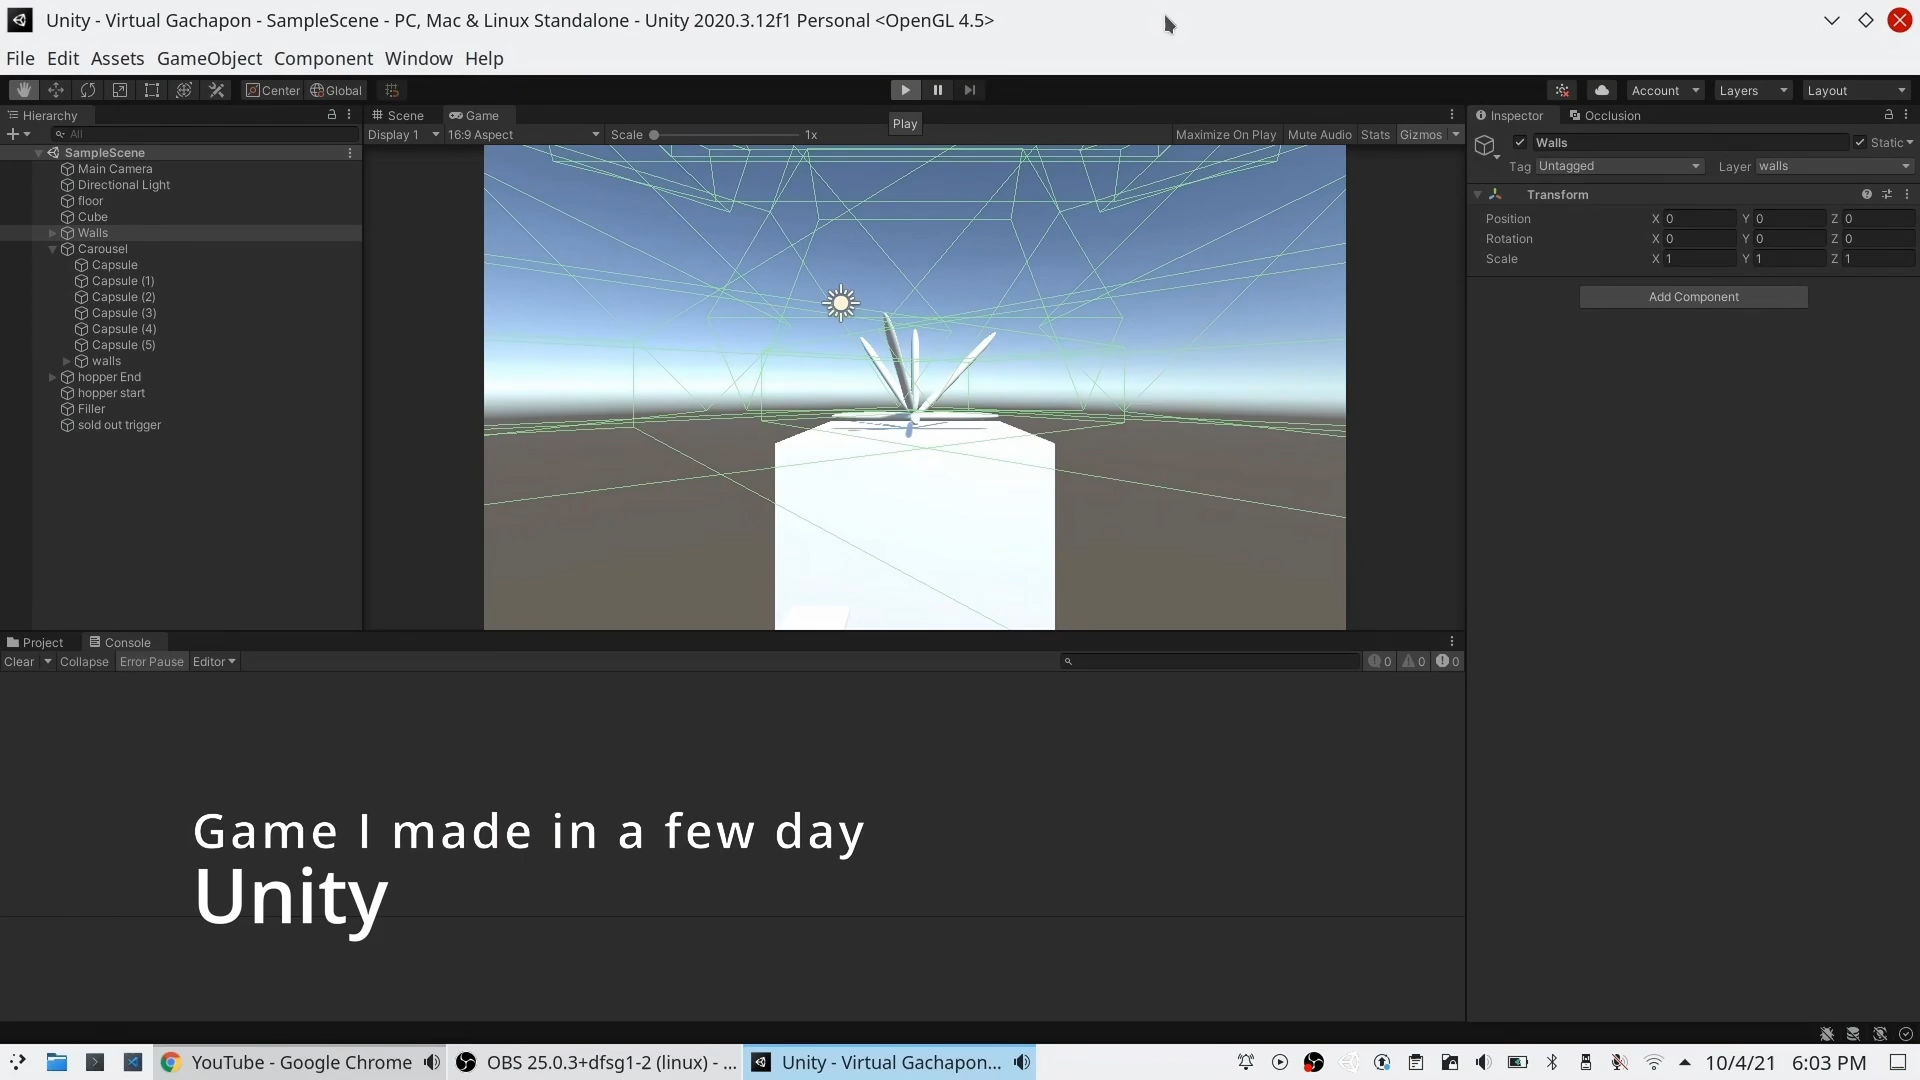 Unity - Virtual Gachapon - SampleScene - PC, Mac & Linux Standalone - Unity 2020.3.12f1 Personal <OpenGL 4.5>
File Edit Assets GameObject Component Window Help
Center Global Account Layers Layout
Hierarchy
All
SampleScene
Main Camera
Directional Light
floor
Cube
Walls
Carousel
Capsule
Capsule (1)
Capsule (2)
Capsule (3)
Capsule (4)
Capsule (5)
walls
hopper End
hopper start
Filler
sold out trigger
Scene Game
Display 1 16:9 Aspect Scale 1x Maximize On Play Mute Audio Stats Gizmos
Play
Inspector Occlusion
Walls Static
Tag Untagged Layer walls
Transform
Position X 0 Y 0 Z 0
Rotation X 0 Y 0 Z 0
Scale X 1 Y 1 Z 1
Add Component
Project Console
Clear Collapse Error Pause Editor 0 0 0
Game I made in a few day
Unity
YouTube - Google Chrome OBS 25.0.3+dfsg1-2 (linux) - ... Unity - Virtual Gachapon... 10/4/21 6:03 PM